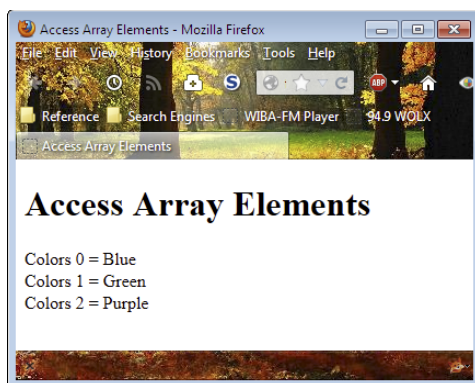 Access Array Elements - Mozilla Firefox
File Edit View History Bookmarks Tools Help
S ABP
Reference Search Engines WIBA-FM Player 94.9 WOLX
Access Array Elements
Access Array Elements
Colors 0 = Blue
Colors 1 = Green
Colors 2 = Purple